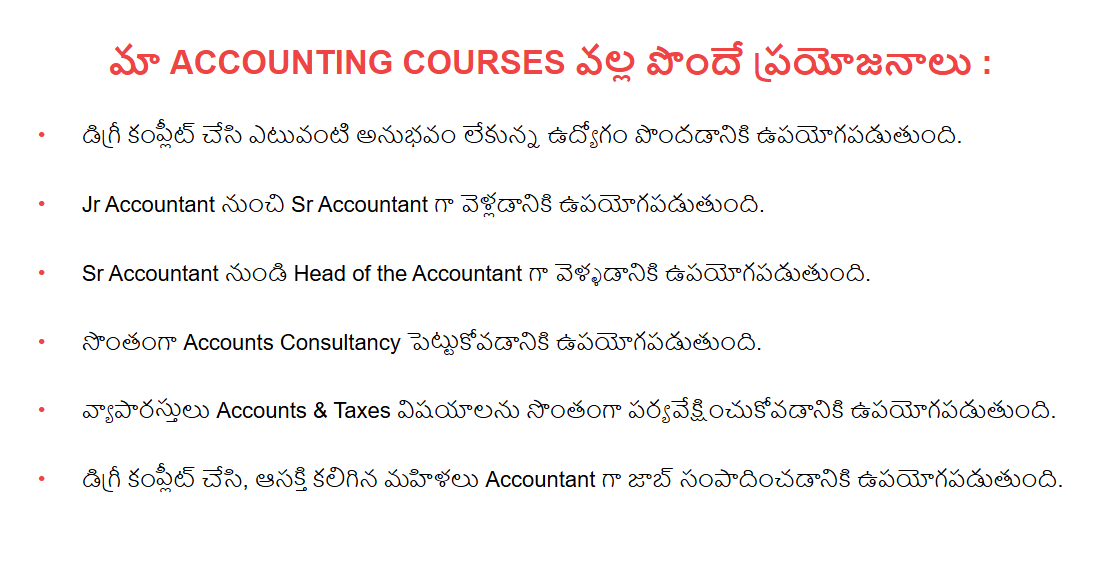 మా ACCOUNTING COURSES వల్ల పొందే ప్రయోజనాలు :
• డిగ్రీ కంప్లీట్ చేసి ఎటువంటి అనుభవం లేకున్న ఉద్యోగం పొందడానికి ఉపయోగపడుతుంది.
• Jr Accountant నుంచి Sr Accountant గా వెళ్లడానికి ఉపయోగపడుతుంది.
• Sr Accountant నుండి Head of the Accountant గా వెళ్ళడానికి ఉపయోగపడుతుంది.
• సొంతంగా Accounts Consultancy పెట్టుకోవడానికి ఉపయోగపడుతుంది.
• వ్యాపారస్తులు Accounts & Taxes విషయాలను సొంతంగా పర్యవేక్షించుకోవడానికి ఉపయోగపడుతుంది.
• డిగ్రీ కంప్లీట్ చేసి, ఆసక్తి కలిగిన మహిళలు Accountant గా జాబ్ సంపాదించడానికి ఉపయోగపడుతుంది.